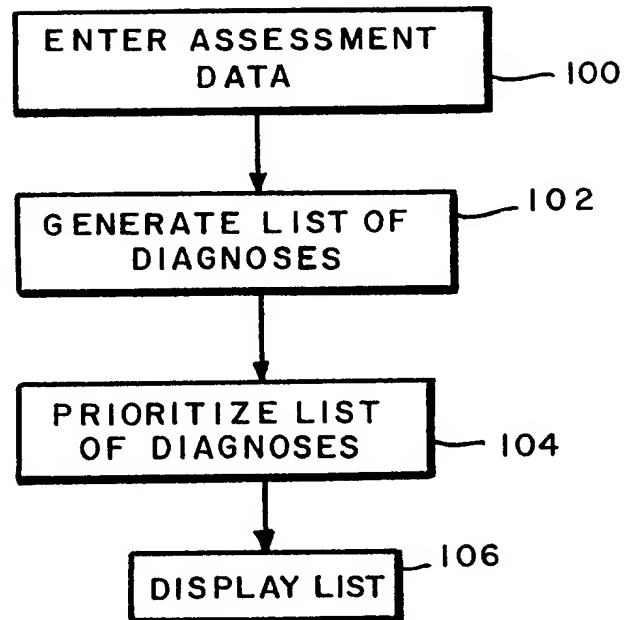 ENTER ASSESSMENT
DATA
100
GENERATE LIST OF
DIAGNOSES
102
PRIORITIZE LIST
OF DIAGNOSES
104
DISPLAY LIST
106